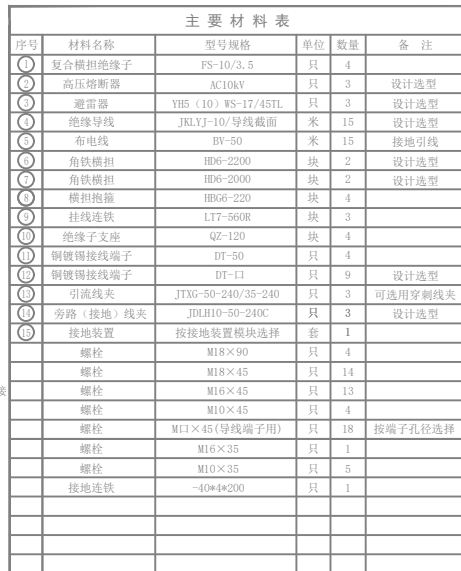 主要材料表
序号 材料名称 型号规格 单位 数量 备 注
① 复合横担绝缘子 FS-10/3.5 只 4
② 高压熔断器 AC10kV 只 3 设计选型
③ 避雷器 YH5（10）WS-17/45TL 只 3 设计选型
④ 绝缘导线 JKLYJ-10/导线截面 米 15 设计选型
⑤ 布电线 BV-50 米 15 接地引线
⑥ 角铁横担 HD6-2200 块 2 设计选型
⑦ 角铁横担 HD6-2000 块 2 设计选型
⑧ 横担抱箍 HBG6-220 块 4
⑨ 挂线连铁 LT7-560R 块 3
⑩ 绝缘子支座 QZ-120 块 4
⑪ 铜镀锡接线端子 DT-50 只 4
⑫ 铜镀锡接线端子 DT-口 只 9 设计选型
⑬ 引流线夹 JTXG-50-240/35-240 只 3 可选用穿刺线夹
⑭ 旁路（接地）线夹 JDLH10-50-240C 只 3 设计选型
⑮ 接地装置 按接地装置模块选择 套 1
螺栓 M18×90 只 4
螺栓 M18×45 只 14
接
螺栓 M16×45 只 13
螺栓 M10×45 只 4
螺栓 M口×45(导线端子用) 只 18 按端子孔径选择
螺栓 M16×35 只 1
螺栓 M10×35 只 5
接地连铁 -40*4*200 只 1